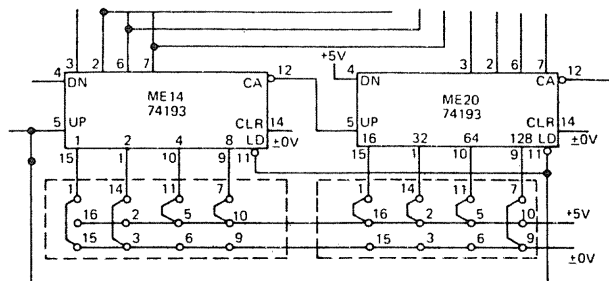 3 2 6 7 3 2 6 7
+5V
4 DN ME14 74193 CA 12 4 DN ME20 74193 CA 12
5 UP CLR 14 5 UP CLR 14
±0V ±0V
1 2 4 8 LD 16 32 64 128 LD
15 1 10 9 11 15 1 10 9 11
1 14 11 7 1 14 11 7
16 2 5 10 16 2 5 10 +5V
15 3 6 9 15 3 6 9 ±0V